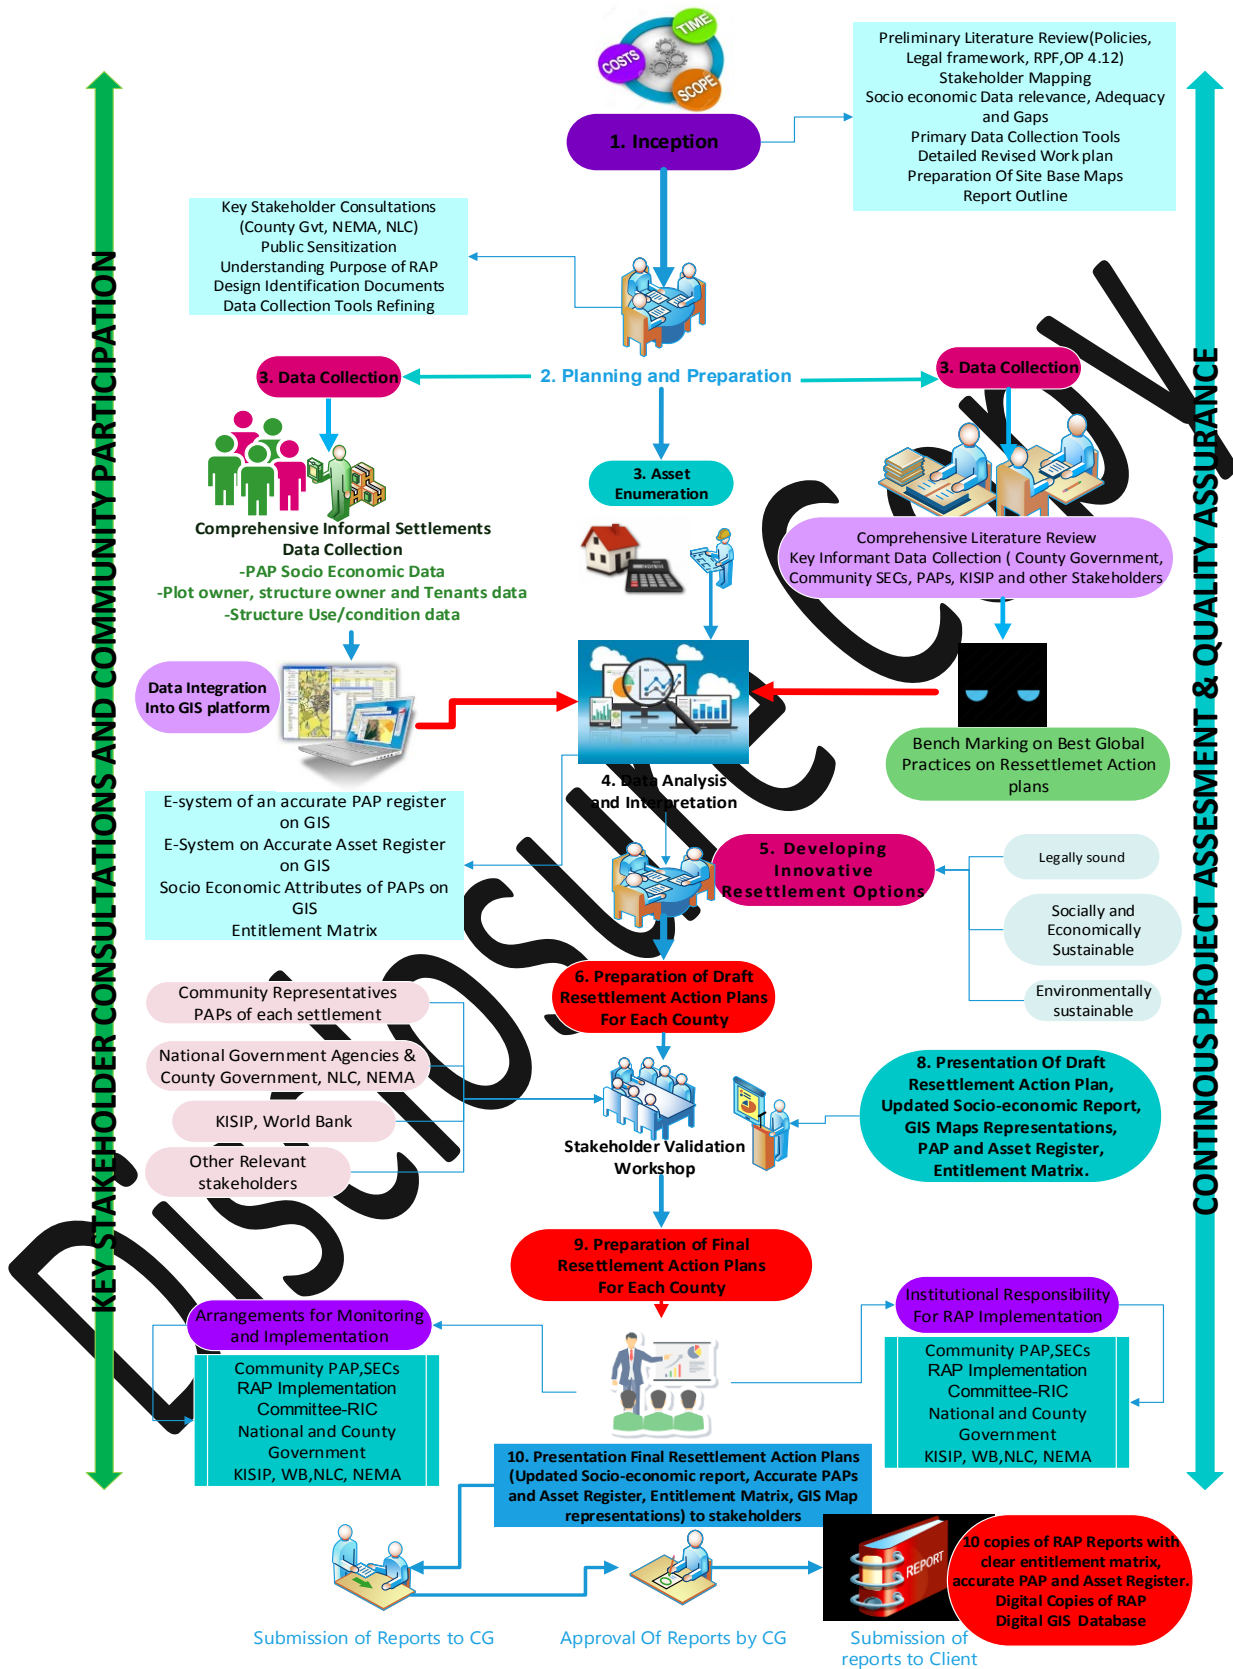 TIME
COSTS
SCOPE
Preliminary Literature Review(Policies,
Legal framework, RPF,OP 4.12)
Stakeholder Mapping
Socio economic Data relevance, Adequacy
and Gaps
Primary Data Collection Tools
Detailed Revised Work plan
Preparation Of Site Base Maps
Report Outline
1. Inception
Key Stakeholder Consultations
(County Gvt, NEMA, NLC)
Public Sensitization
Understanding Purpose of RAP
Design Identification Documents
Data Collection Tools Refining
KEY STAKEHOLDER CONSULTATIONS AND COMMUNITY PARTICIPATION
CONTINOUS PROJECT ASSESMENT & QUALITY ASSURANCE
DISCLOSURE COPY
3. Data Collection
2. Planning and Preparation
3. Data Collection
3. Asset
Enumeration
Comprehensive Informal Settlements
Data Collection
-PAP Socio Economic Data
-Plot owner, structure owner and Tenants data
-Structure Use/condition data
Comprehensive Literature Review
Key Informant Data Collection ( County Government,
Community SECs, PAPs, KISIP and other Stakeholders
Data Integration
Into GIS platform
Bench Marking on Best Global
Practices on Ressettlemet Action
plans
4. Data Analysis
and Interpretation
E-system of an accurate PAP register
on GIS
E-System on Accurate Asset Register
on GIS
Socio Economic Attributes of PAPs on
GIS
Entitlement Matrix
5. Developing
Innovative
Resettlement Options
Legally sound
Socially and
Economically
Sustainable
Environmentally
sustainable
6. Preparation of Draft
Resettlement Action Plans
For Each County
Community Representatives
PAPs of each settlement
National Government Agencies &
County Government, NLC, NEMA
KISIP, World Bank
Other Relevant
stakeholders
Stakeholder Validation
Workshop
8. Presentation Of Draft
Resettlement Action Plan,
Updated Socio-economic Report,
GIS Maps Representations,
PAP and Asset Register,
Entitlement Matrix.
9. Preparation of Final
Resettlement Action Plans
For Each County
Arrangements for Monitoring
and Implementation
Community PAP,SECs
RAP Implementation
Committee-RIC
National and County
Government
KISIP, WB,NLC, NEMA
Institutional Responsibility
For RAP Implementation
Community PAP,SECs
RAP Implementation
Committee-RIC
National and County
Government
KISIP, WB,NLC, NEMA
10. Presentation Final Resettlement Action Plans
(Updated Socio-economic report, Accurate PAPs
and Asset Register, Entitlement Matrix, GIS Map
representations) to stakeholders
REPORT
10 copies of RAP Reports with
clear entitlement matrix,
accurate PAP and Asset Register.
Digital Copies of RAP
Digital GIS Database
Submission of Reports to CG
Approval Of Reports by CG
Submission of
reports to Client